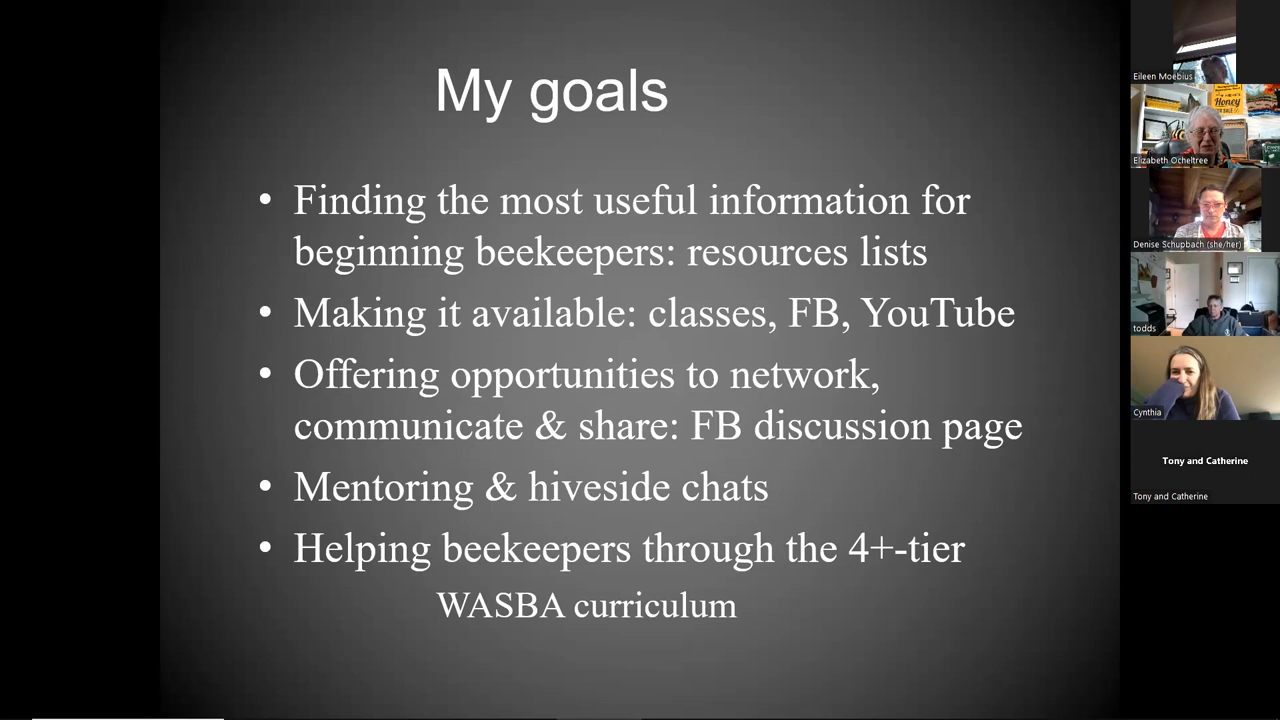 My goals
• Finding the most useful information for
beginning beekeepers: resources lists
• Making it available: classes, FB, YouTube
• Offering opportunities to network,
communicate & share: FB discussion page
• Mentoring & hiveside chats
• Helping beekeepers through the 4+-tier
WASBA curriculum
Eileen Moebius
Honey
Elizabeth Ocheltree
Denise Schupbach (she/her)
todds
Cynthia
Tony and Catherine
Tony and Catherine